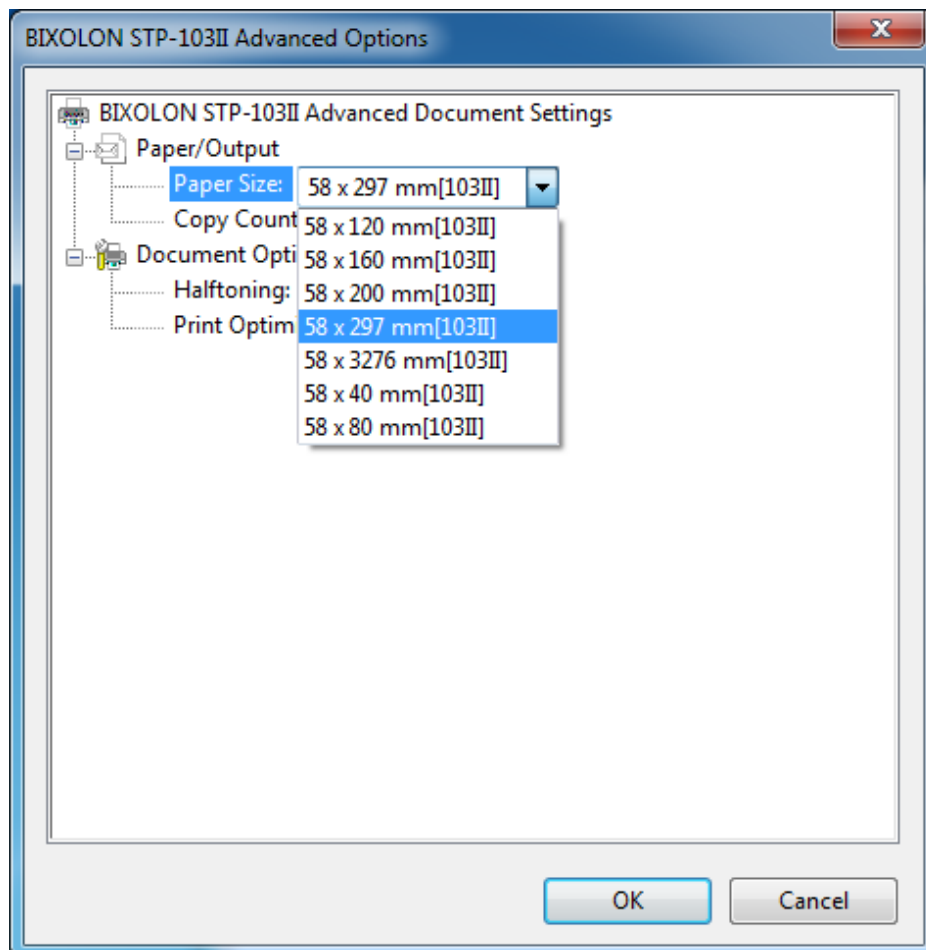 BIXOLON STP-103II Advanced Options
BIXOLON STP-103II Advanced Document Settings
Paper/Output
Paper Size: 58 x 297 mm[103II]
Copy Count
58 x 120 mm[103II]
Document Opti
58 x 160 mm[103II]
Halftoning:
58 x 200 mm[103II]
Print Optim
58 x 297 mm[103II]
58 x 3276 mm[103II]
58 x 40 mm[103II]
58 x 80 mm[103II]
OK
Cancel